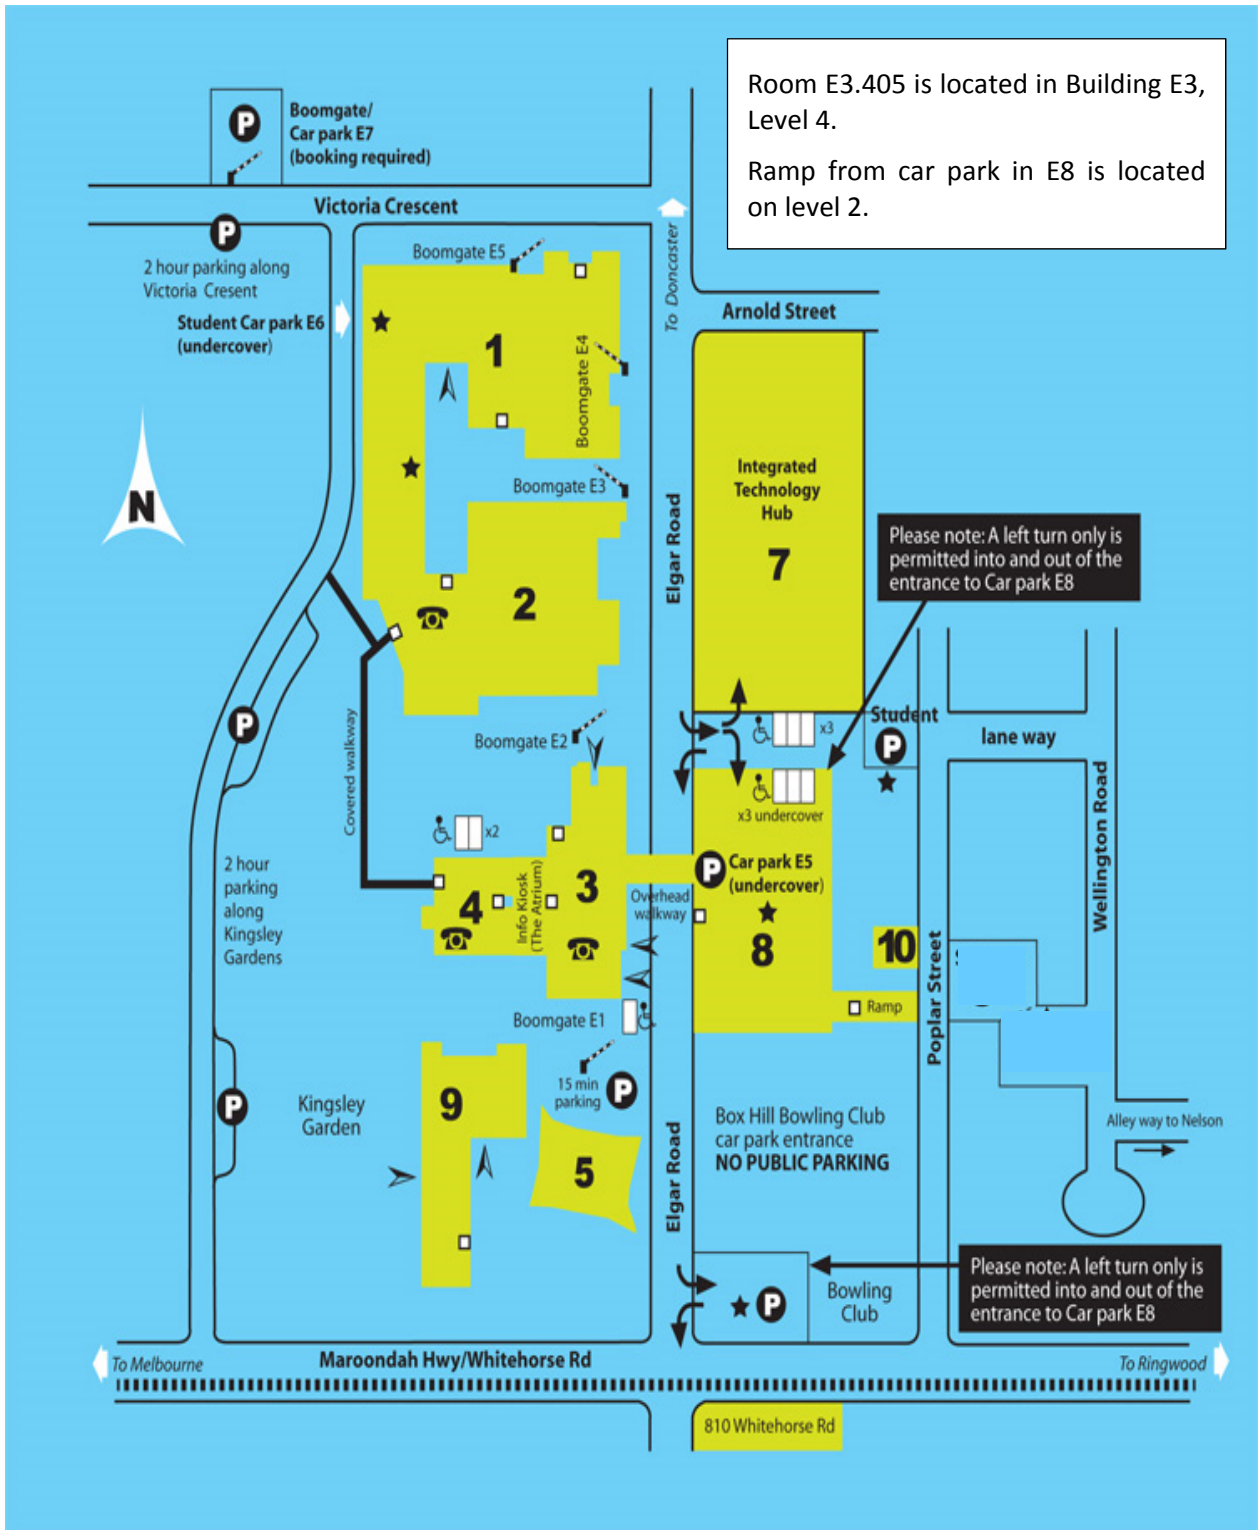 Room E3.405 is located in Building E3,
Level 4.
Ramp from car park in E8 is located
on level 2.
P
Boomgate/
Car park E7
(booking required)
Victoria Crescent
P
2 hour parking along
Victoria Cresent
Student Car park E6
(undercover)
Boomgate E5
To Doncaster
Arnold Street
1
Boomgate E4
N
Boomgate E3
Elgar Road
Integrated
Technology
Hub
7
Please note: A left turn only is
permitted into and out of the
entrance to Car park E8
2
P
Covered walkway
Boomgate E2
x3
Student
P
lane way
x3 undercover
Wellington Road
x2
2 hour
parking
along
Kingsley
Gardens
4
Info Kiosk
(The Atrium)
3
Overhead
walkway
P
Car park E5
(undercover)
8
10
Poplar Street
Ramp
Boomgate E1
15 min
parking
P
P
Kingsley
Garden
9
5
Elgar Road
Box Hill Bowling Club
car park entrance
NO PUBLIC PARKING
Alley way to Nelson
P
Bowling
Club
Please note: A left turn only is
permitted into and out of the
entrance to Car park E8
To Melbourne
Maroondah Hwy/Whitehorse Rd
To Ringwood
810 Whitehorse Rd